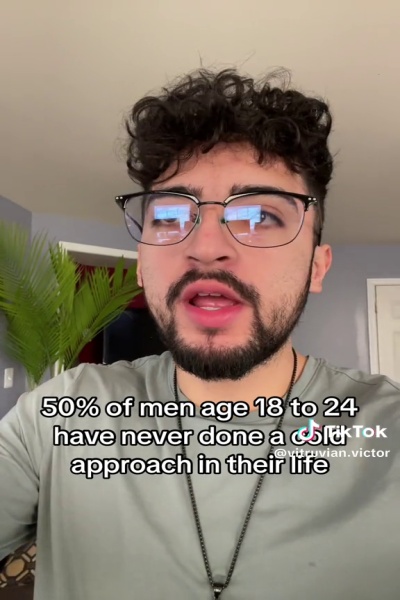 50% of men age 18 to 24
have never done a cold
TikTok
approach in their life
@vitruvian.victor